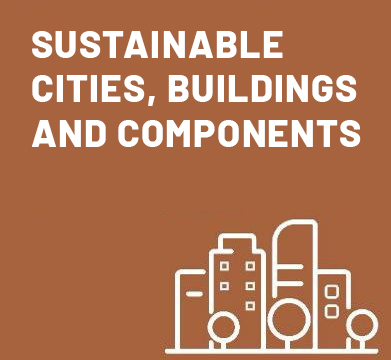 SUSTAINABLE
CITIES, BUILDINGS
AND COMPONENTS